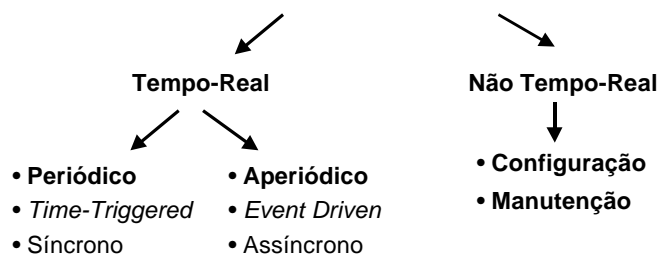 Tempo-Real
Não Tempo-Real
• Periódico
• Time-Triggered
• Síncrono
• Aperiódico
• Event Driven
• Assíncrono
• Configuração
• Manutenção